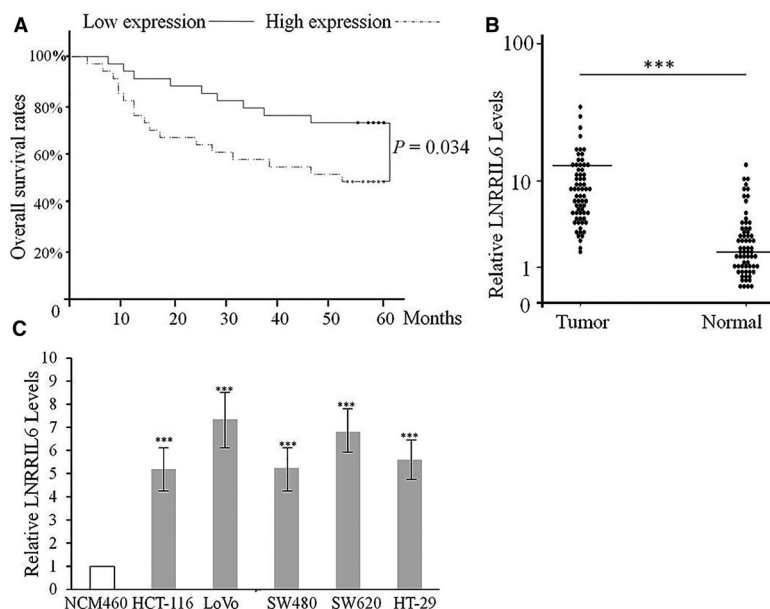 A
Low expression
High expression
100%
80%
60%
40%
20%
0
Overall survival rates
P = 0.034
10
20
30
40
50
60
Months
B
100
10
1
0
Relative LNRRIL6 Levels
***
Tumor
Normal
C
10
9
8
7
6
5
4
3
2
1
0
Relative LNRRIL6 Levels
***
***
***
***
***
NCM460 HCT-116 LoVo SW480 SW620 HT-29